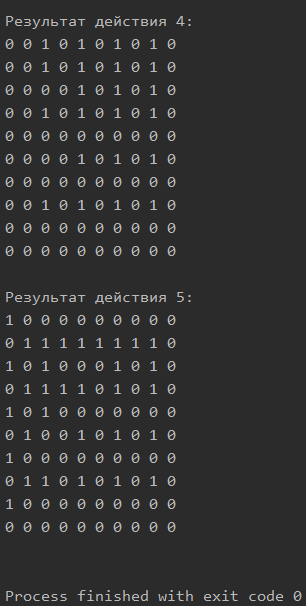 Результат действия 4:
0 0 1 0 1 0 1 0 1 0
0 0 1 0 1 0 1 0 1 0
0 0 0 0 1 0 1 0 1 0
0 0 1 0 1 0 1 0 1 0
0 0 0 0 0 0 0 0 0 0
0 0 0 0 1 0 1 0 1 0
0 0 0 0 0 0 0 0 0 0
0 0 1 0 1 0 1 0 1 0
0 0 0 0 0 0 0 0 0 0
0 0 0 0 0 0 0 0 0 0
Результат действия 5:
1 0 0 0 0 0 0 0 0 0
0 1 1 1 1 1 1 1 1 0
1 0 1 0 0 0 1 0 1 0
0 1 1 1 1 0 1 0 1 0
1 0 1 0 0 0 0 0 0 0
0 1 0 0 1 0 1 0 1 0
1 0 0 0 0 0 0 0 0 0
0 1 1 0 1 0 1 0 1 0
1 0 0 0 0 0 0 0 0 0
0 0 0 0 0 0 0 0 0 0
Process finished with exit code 0